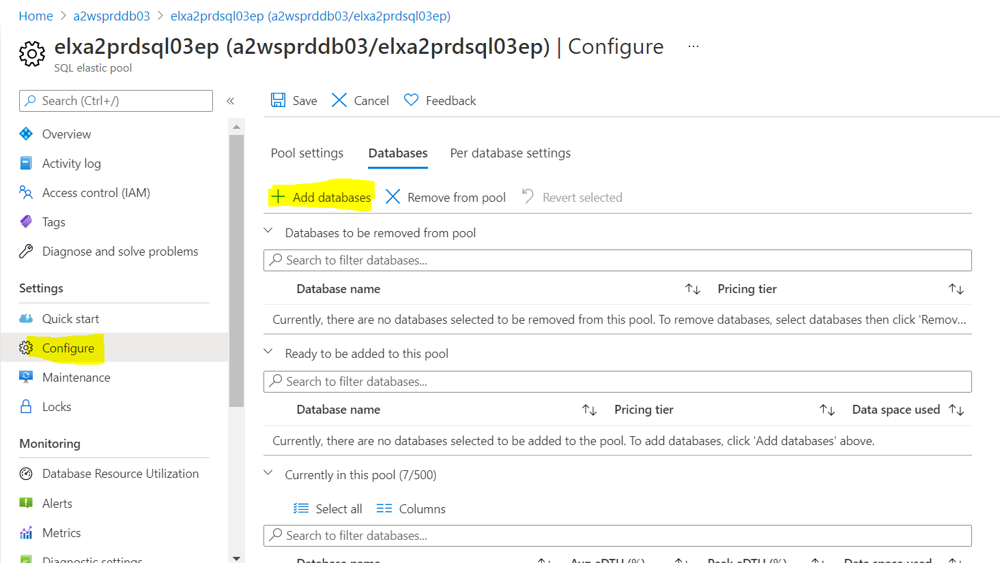 Home > a2wsprddb03 > elxa2prdsql03ep (a2wsprddb03/elxa2prdsql03ep)
elxa2prdsql03ep (a2wsprddb03/elxa2prdsql03ep) | Configure ...
SQL elastic pool
Search (Ctrl+/) «
Overview
Activity log
Access control (IAM)
Tags
Diagnose and solve problems
Settings
Quick start
Configure
Maintenance
Locks
Monitoring
Database Resource Utilization
Alerts
Metrics
Diagnostic settings
Save Cancel Feedback
Pool settings Databases Per database settings
Add databases Remove from pool Revert selected
Databases to be removed from pool
Search to filter databases...
Database name Pricing tier
Currently, there are no databases selected to be removed from this pool. To remove databases, select databases then click 'Remov...
Ready to be added to this pool
Search to filter databases...
Database name Pricing tier Data space used
Currently, there are no databases selected to be added to the pool. To add databases, click 'Add databases' above.
Currently in this pool (7/500)
Select all Columns
Search to filter databases...
Database name Avg eDTU (%) Peak eDTU (%) Data space used